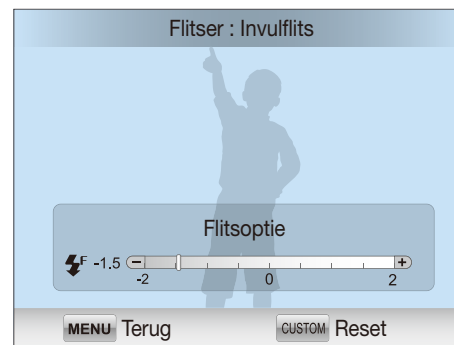 Flitser : Invulflits
Flitsoptie
F -1.5 − +
-2 0 2
MENU Terug CUSTOM Reset